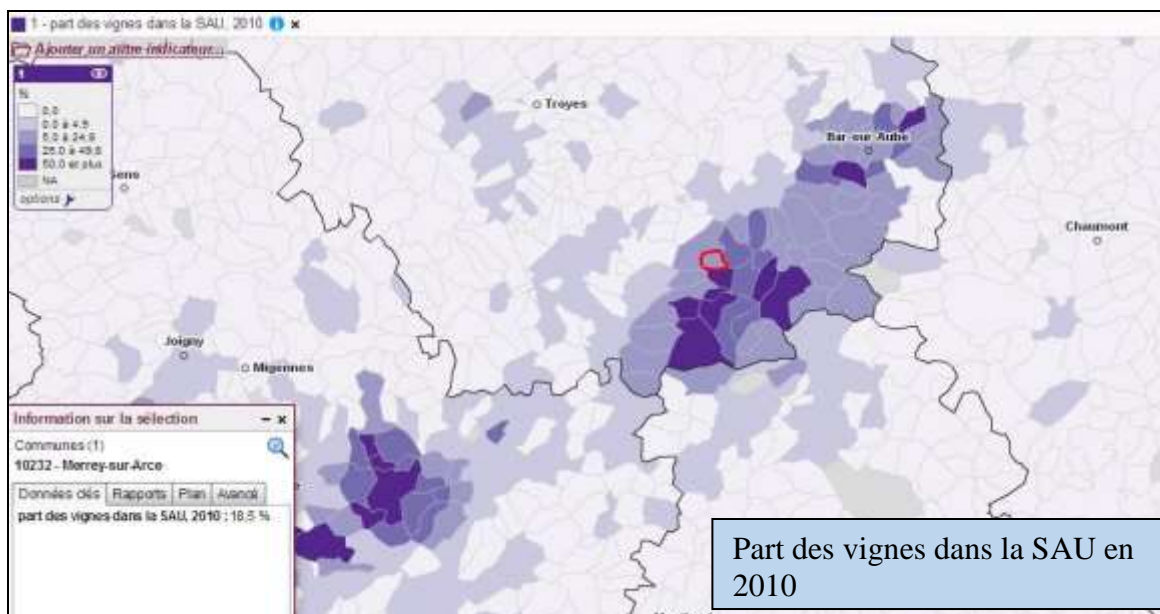 1 - part des vignes dans la SAU, 2010
Ajouter un autre indicateur...
1
%
0,0
0,0 à 4,9
5,0 à 24,9
25,0 à 49,9
50,0 et plus
NA
options
Sens
Troyes
Bar-sur-Aube
Chaumont
Joigny
Migennes
Information sur la sélection
Communes (1)
10232 - Merrey-sur-Arce
Données clés Rapports Plan Avancé
part des vignes dans la SAU, 2010 : 18,5 %
Part des vignes dans la SAU en
2010